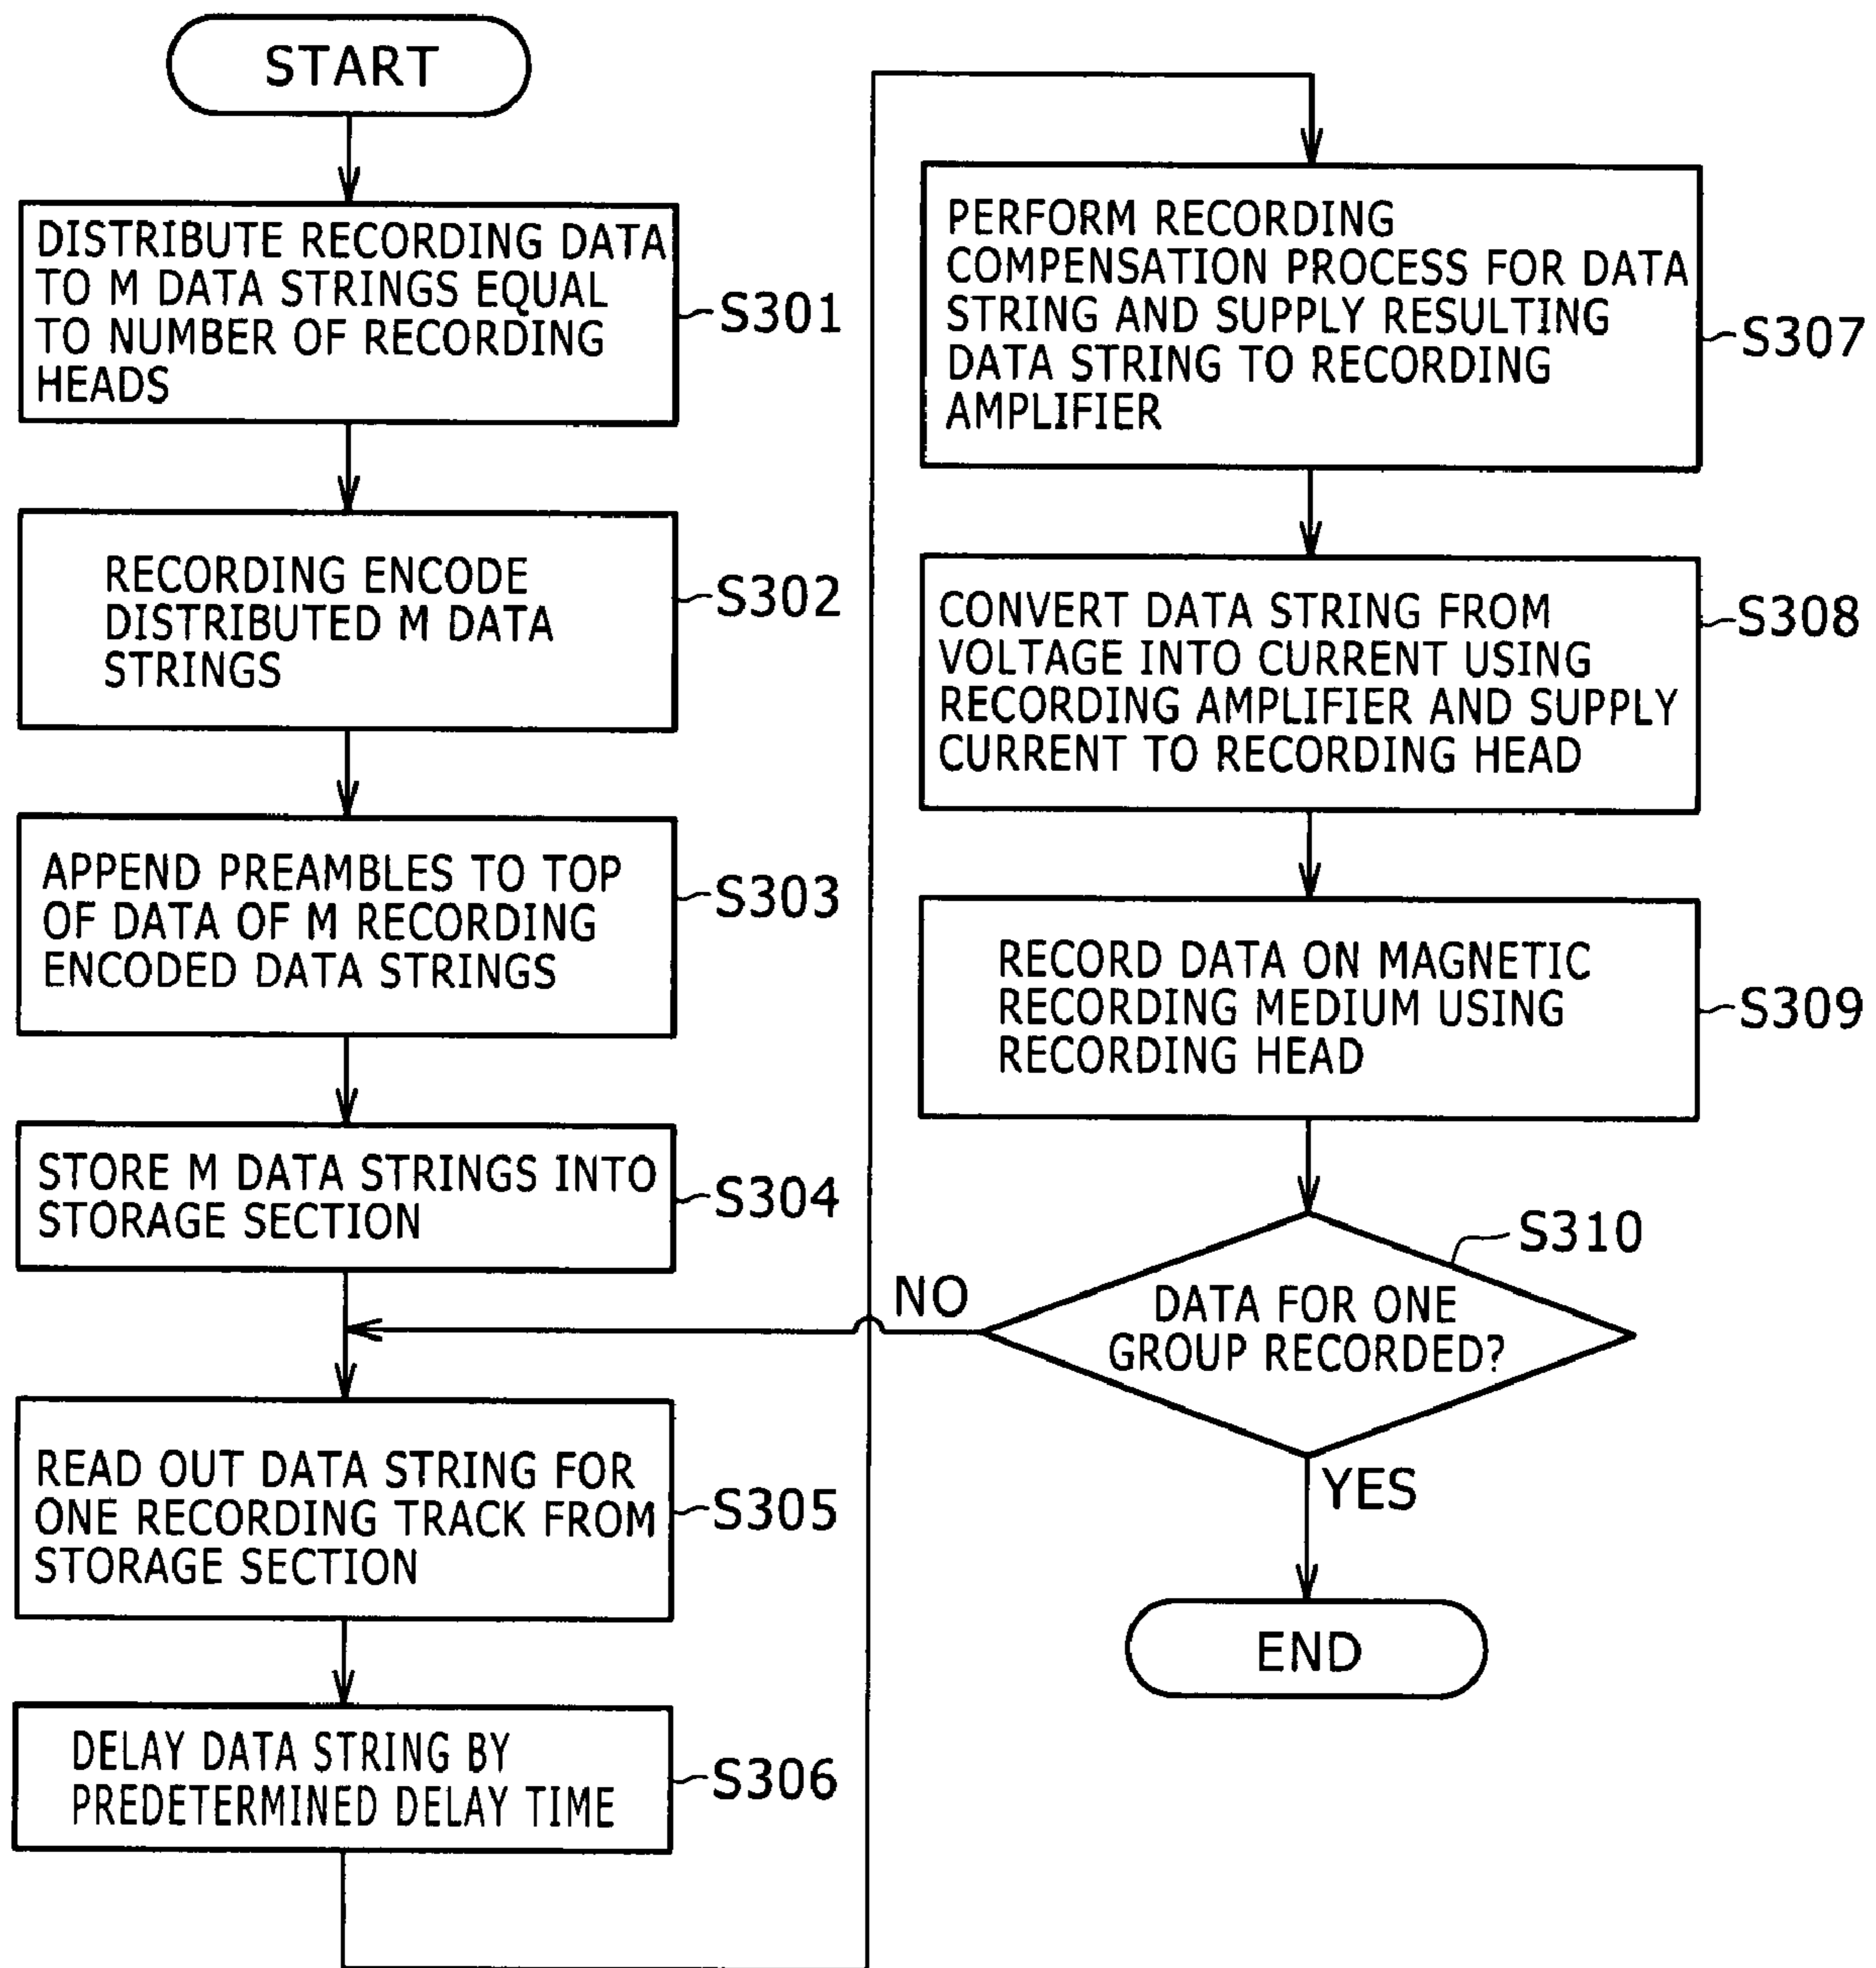 START
DISTRIBUTE RECORDING DATA
TO M DATA STRINGS EQUAL
TO NUMBER OF RECORDING
HEADS
S301
RECORDING ENCODE
DISTRIBUTED M DATA
STRINGS
S302
APPEND PREAMBLES TO TOP
OF DATA OF M RECORDING
ENCODED DATA STRINGS
S303
STORE M DATA STRINGS INTO
STORAGE SECTION
S304
READ OUT DATA STRING FOR
ONE RECORDING TRACK FROM
STORAGE SECTION
S305
DELAY DATA STRING BY
PREDETERMINED DELAY TIME
S306
PERFORM RECORDING
COMPENSATION PROCESS FOR DATA
STRING AND SUPPLY RESULTING
DATA STRING TO RECORDING
AMPLIFIER
S307
CONVERT DATA STRING FROM
VOLTAGE INTO CURRENT USING
RECORDING AMPLIFIER AND SUPPLY
CURRENT TO RECORDING HEAD
S308
RECORD DATA ON MAGNETIC
RECORDING MEDIUM USING
RECORDING HEAD
S309
S310
DATA FOR ONE
GROUP RECORDED?
NO
YES
END